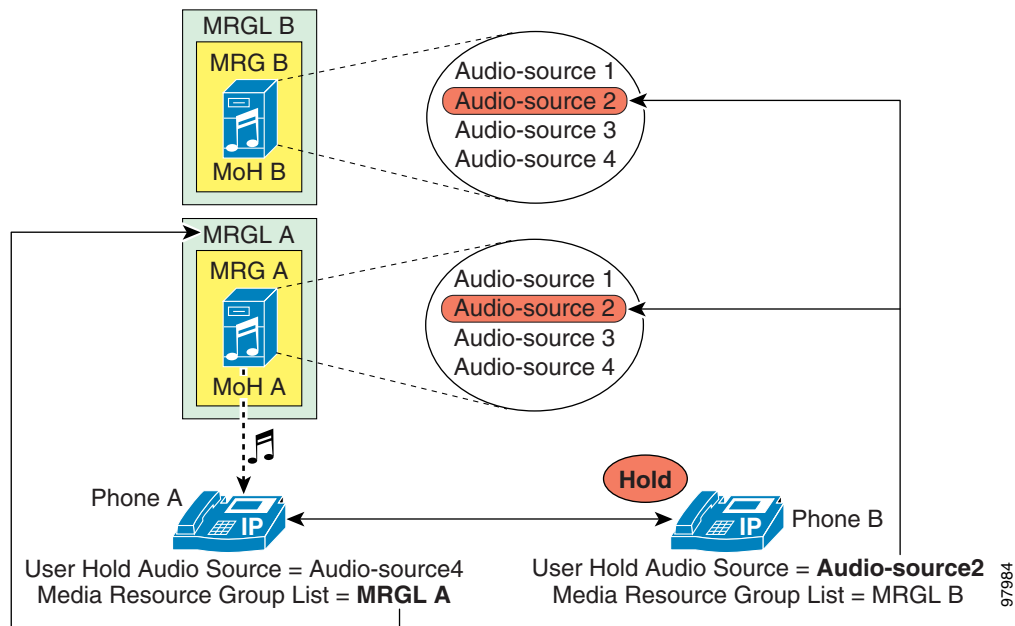 MRGL B
MRG B
MoH B
Audio-source 1
Audio-source 2
Audio-source 3
Audio-source 4
MRGL A
MRG A
MoH A
Audio-source 1
Audio-source 2
Audio-source 3
Audio-source 4
Hold
Phone A
IP
IP
Phone B
User Hold Audio Source = Audio-source4
Media Resource Group List = MRGL A
User Hold Audio Source = Audio-source2
Media Resource Group List = MRGL B
97984